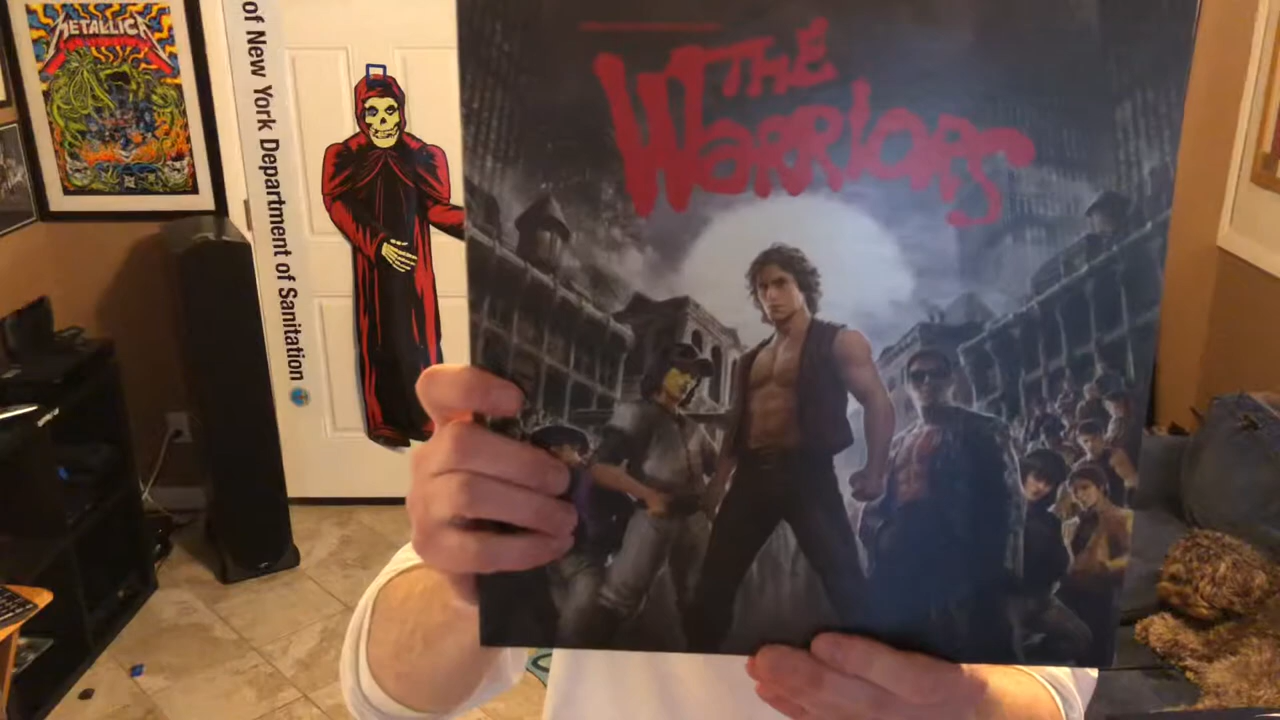 METALLICA
of New York Department of Sanitation
THE
WARRIORS